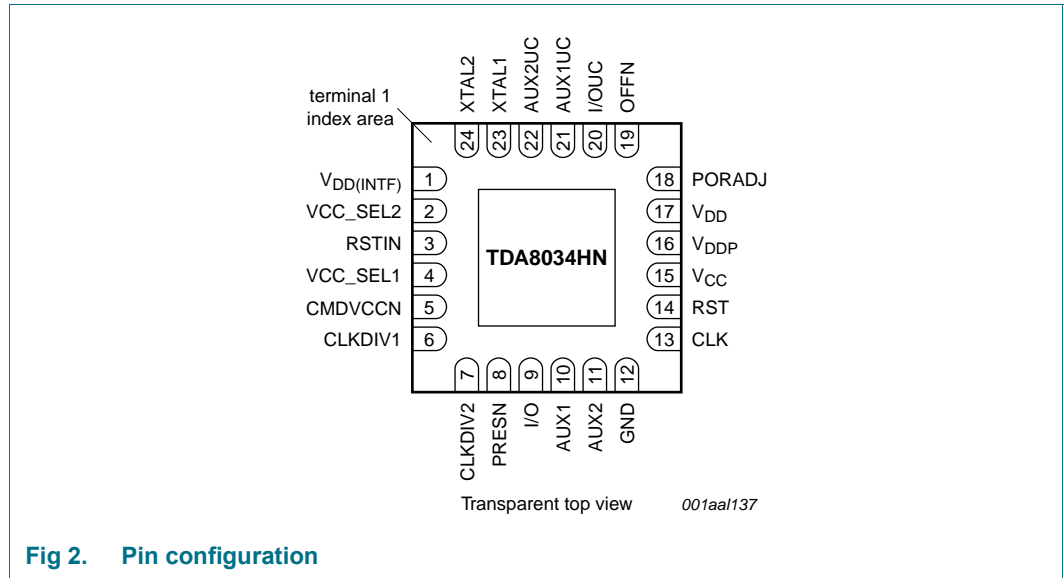 XTAL2
XTAL1
AUX2UC
AUX1UC
I/OUC
OFFN
terminal 1
index area
24
23
22
21
20
19
VDD(INTF) 1
VCC_SEL2 2
RSTIN 3
VCC_SEL1 4
CMDVCCN 5
CLKDIV1 6
TDA8034HN
18 PORADJ
17 VDD
16 VDDP
15 VCC
14 RST
13 CLK
7
8
9
10
11
12
CLKDIV2
PRESN
I/O
AUX1
AUX2
GND
Transparent top view 001aal137
Fig 2. Pin configuration